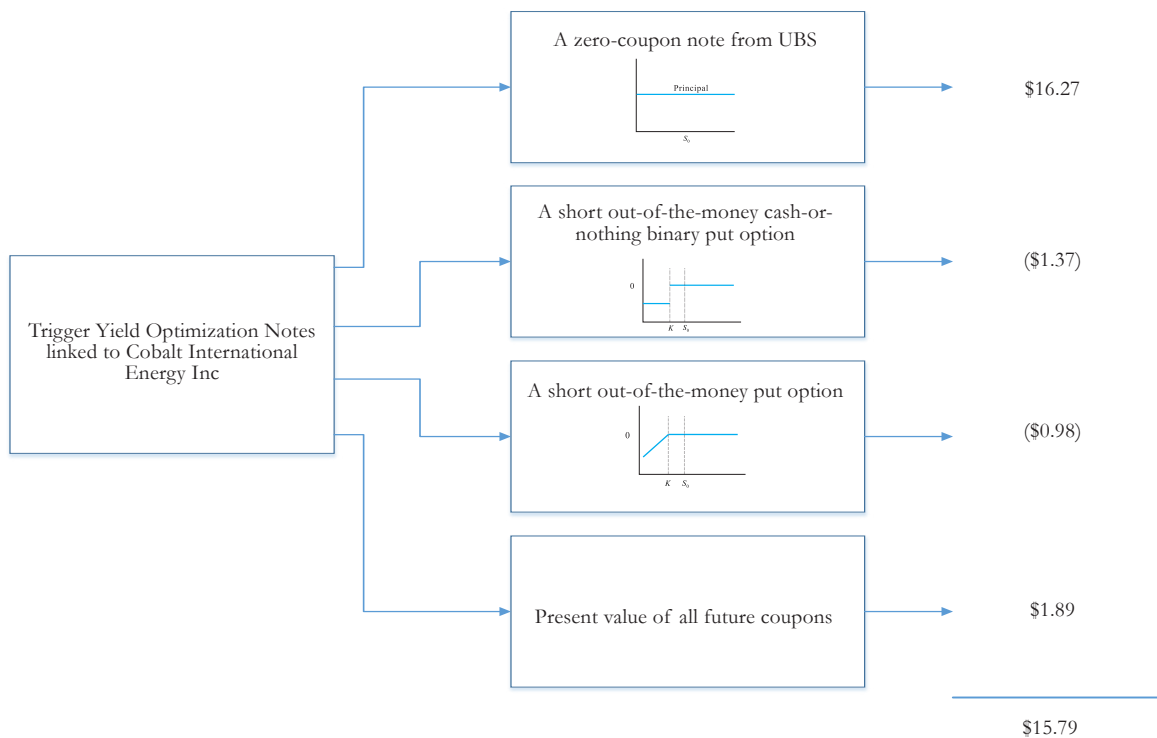 A zero-coupon note from UBS
Principal
S₀
$16.27
A short out-of-the-money cash-or-
nothing binary put option
0
K
S₀
($1.37)
Trigger Yield Optimization Notes
linked to Cobalt International
Energy Inc
A short out-of-the-money put option
0
K
S₀
($0.98)
Present value of all future coupons
$1.89
$15.79